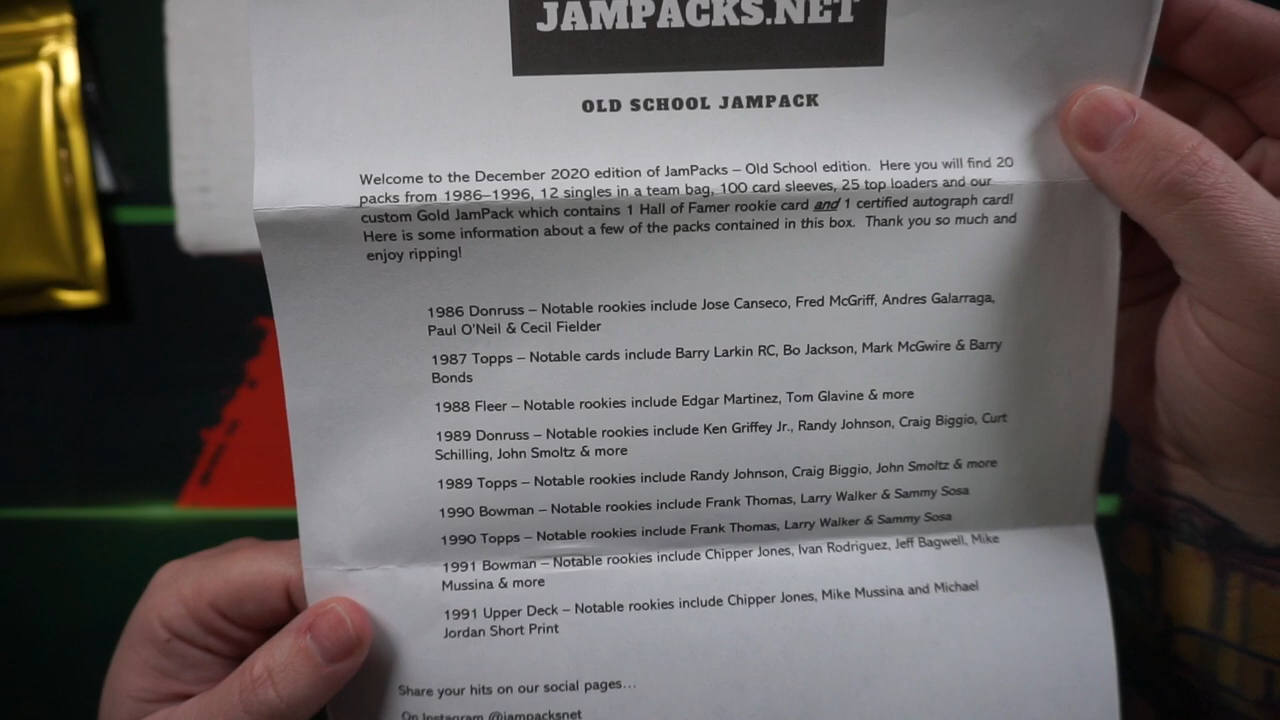 JAMPACKS.NET
OLD SCHOOL JAMPACK
Welcome to the December 2020 edition of JamPacks – Old School edition. Here you will find 20
packs from 1986–1996, 12 singles in a team bag, 100 card sleeves, 25 top loaders and our
custom Gold JamPack which contains 1 Hall of Famer rookie card and 1 certified autograph card!
Here is some information about a few of the packs contained in this box. Thank you so much and
enjoy ripping!
1986 Donruss – Notable rookies include Jose Canseco, Fred McGriff, Andres Galarraga,
Paul O'Neil & Cecil Fielder
1987 Topps – Notable cards include Barry Larkin RC, Bo Jackson, Mark McGwire & Barry
Bonds
1988 Fleer – Notable rookies include Edgar Martinez, Tom Glavine & more
1989 Donruss – Notable rookies include Ken Griffey Jr., Randy Johnson, Craig Biggio, Curt
Schilling, John Smoltz & more
1989 Topps – Notable rookies include Randy Johnson, Craig Biggio, John Smoltz & more
1990 Bowman – Notable rookies include Frank Thomas, Larry Walker & Sammy Sosa
1990 Topps – Notable rookies include Frank Thomas, Larry Walker & Sammy Sosa
1991 Bowman – Notable rookies include Chipper Jones, Ivan Rodriguez, Jeff Bagwell, Mike
Mussina & more
1991 Upper Deck – Notable rookies include Chipper Jones, Mike Mussina and Michael
Jordan Short Print
Share your hits on our social pages...
On Instagram @jampacksnet